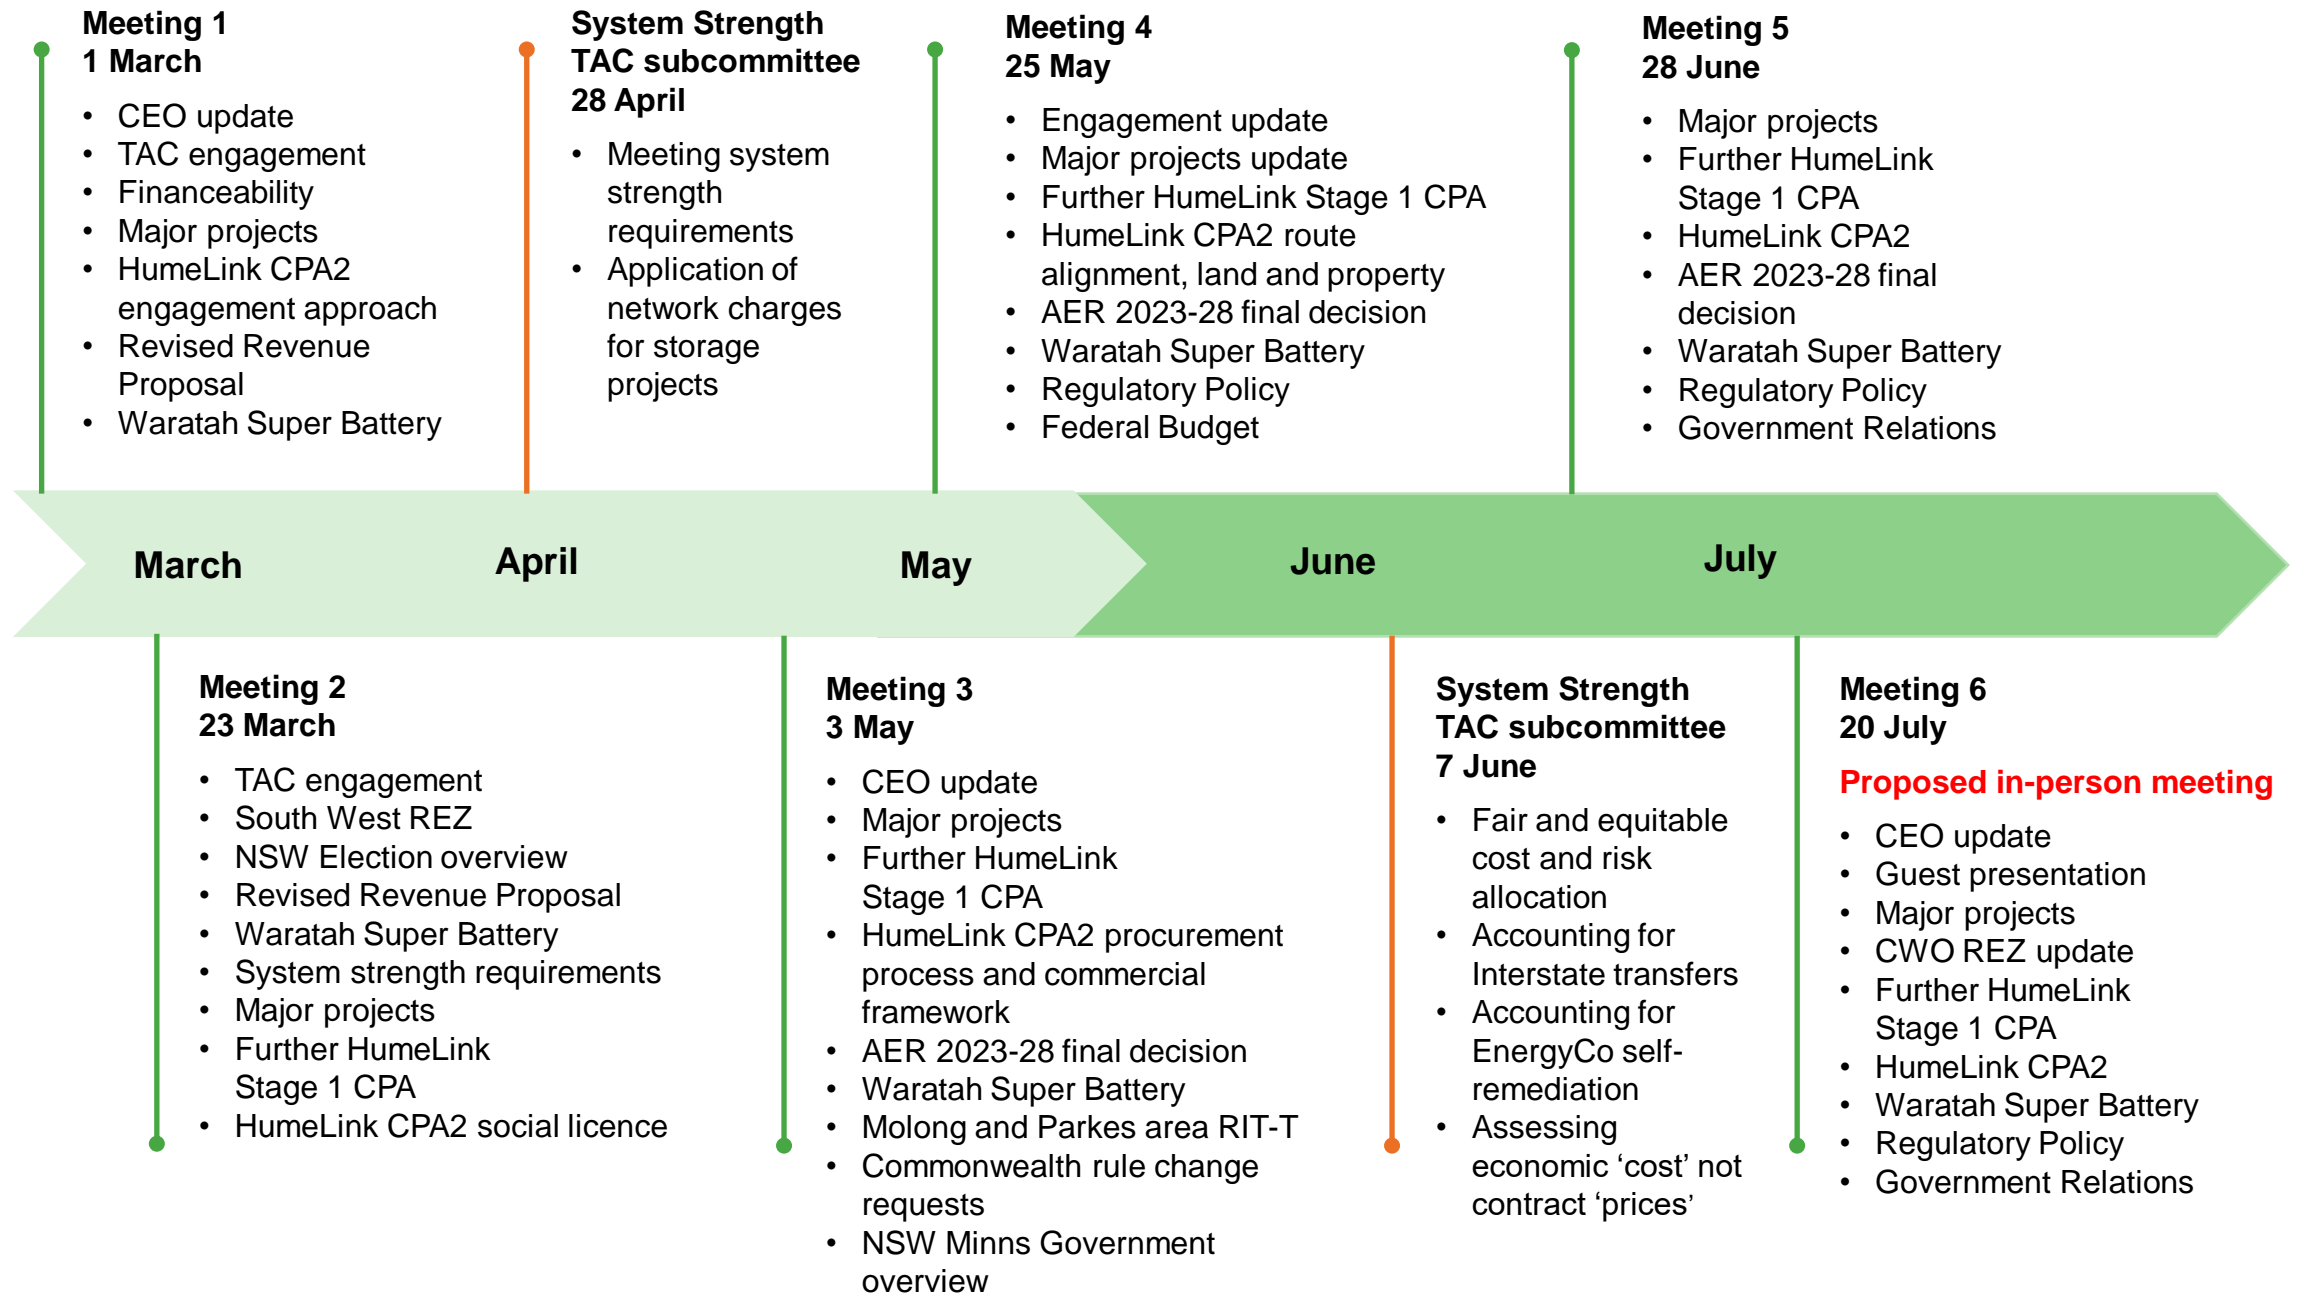 Meeting 1
1 March
• CEO update
• TAC engagement
• Financeability
• Major projects
• HumeLink CPA2
engagement approach
• Revised Revenue
Proposal
• Waratah Super Battery
System Strength
TAC subcommittee
28 April
• Meeting system
strength
requirements
• Application of
network charges
for storage
projects
Meeting 4
25 May
• Engagement update
• Major projects update
• Further HumeLink Stage 1 CPA
• HumeLink CPA2 route
alignment, land and property
• AER 2023-28 final decision
• Waratah Super Battery
• Regulatory Policy
• Federal Budget
Meeting 5
28 June
• Major projects
• Further HumeLink
Stage 1 CPA
• HumeLink CPA2
• AER 2023-28 final
decision
• Waratah Super Battery
• Regulatory Policy
• Government Relations
March
April
May
June
July
Meeting 2
23 March
• TAC engagement
• South West REZ
• NSW Election overview
• Revised Revenue Proposal
• Waratah Super Battery
• System strength requirements
• Major projects
• Further HumeLink
Stage 1 CPA
• HumeLink CPA2 social licence
Meeting 3
3 May
• CEO update
• Major projects
• Further HumeLink
Stage 1 CPA
• HumeLink CPA2 procurement
process and commercial
framework
• AER 2023-28 final decision
• Waratah Super Battery
• Molong and Parkes area RIT-T
• Commonwealth rule change
requests
• NSW Minns Government
overview
System Strength
TAC subcommittee
7 June
• Fair and equitable
cost and risk
allocation
• Accounting for
Interstate transfers
• Accounting for
EnergyCo self-
remediation
• Assessing
economic ‘cost’ not
contract ‘prices’
Meeting 6
20 July
Proposed in-person meeting
• CEO update
• Guest presentation
• Major projects
• CWO REZ update
• Further HumeLink
Stage 1 CPA
• HumeLink CPA2
• Waratah Super Battery
• Regulatory Policy
• Government Relations